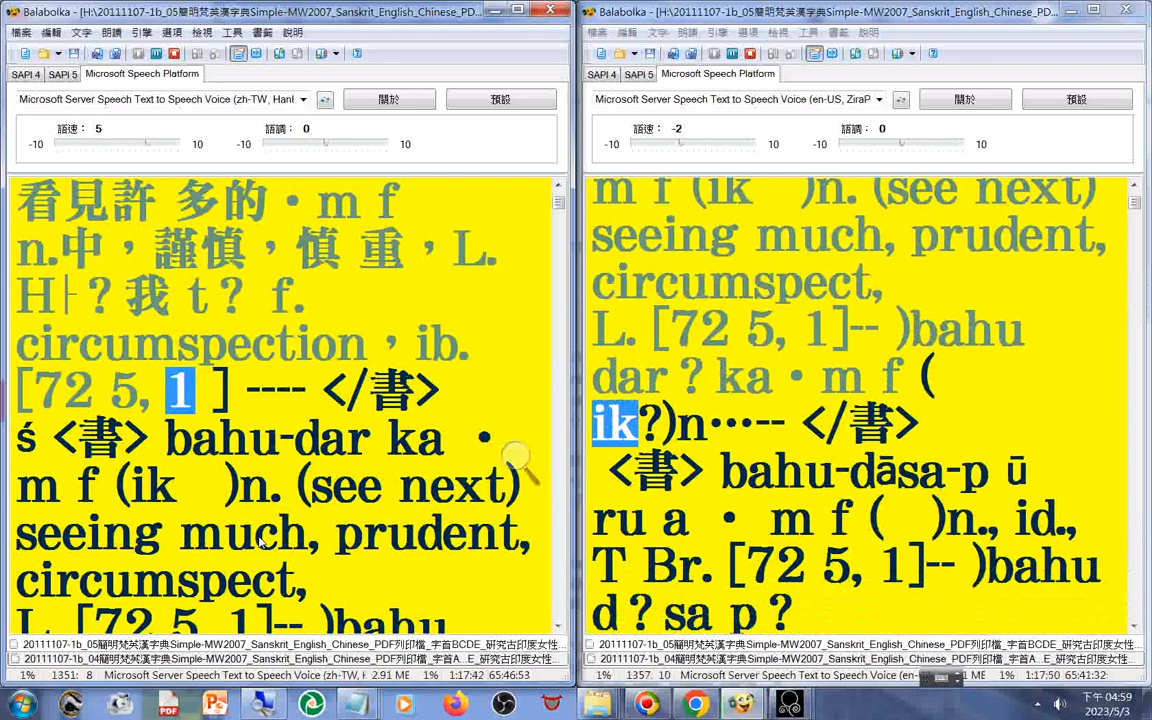 Balabolka - [H:\20111107-1b_05簡明梵英漢字典Simple-MW2007_Sanskrit_English_Chinese_PD...
檔案 編輯 文字 朗讀 引擎 選項 檢視 工具 書籤 說明
SAPI 4 SAPI 5 Microsoft Speech Platform
Microsoft Server Speech Text to Speech Voice (zh-TW, Hanl 關於 預設
語速： 5 語調： 0
-10 10 -10 10
看見許 多的・m f
n.中，謹慎，慎 重，L.
H├？我 t？ f.
circumspection，ib.
[72 5, 1 ] ---- </書>
ś <書> bahu-dar ka ・
m f (ik )n. (see next)
seeing much, prudent,
circumspect,
L. [72 5, 1]-- )bahu
20111107-1b_05簡明梵英漢字典Simple-MW2007_Sanskrit_English_Chinese_PDF列印檔_字首BCDE_研究古印度女性...
20111107-1b_04簡明梵英漢字典Simple-MW2007_Sanskrit_English_Chinese_PDF列印檔_字首A...E_研究古印度女性...
1% 1351: 8 Microsoft Server Speech Text to Speech Voice (zh-TW, 2.91 ME 1% 1:17:42 65:46:53
Balabolka - [H:\20111107-1b_05簡明梵英漢字典Simple-MW2007_Sanskrit_English_Chinese_PD...
檔案 編輯 文字 朗讀 引擎 選項 檢視 工具 書籤 說明
SAPI 4 SAPI 5 Microsoft Speech Platform
Microsoft Server Speech Text to Speech Voice (en-US, ZiraP 關於 預設
語速： -2 語調： 0
-10 10 -10 10
m f (ik )n. (see next)
seeing much, prudent,
circumspect,
L. [72 5, 1]-- )bahu
dar？ka・m f (
ik?)n…-- </書>
<書> bahu-dāsa-p ū
ru a ・ m f ( )n., id.,
T Br. [72 5, 1]-- )bahu
d？sa p？
20111107-1b_05簡明梵英漢字典Simple-MW2007_Sanskrit_English_Chinese_PDF列印檔_字首BCDE_研究古印度女性...
20111107-1b_04簡明梵英漢字典Simple-MW2007_Sanskrit_English_Chinese_PDF列印檔_字首A...E_研究古印度女性...
1% 1357. 10 Microsoft Server Speech Text to Speech Voice (en-US, ME 1% 1:17:50 65:41:32
PDF
下午 04:59
2023/5/3